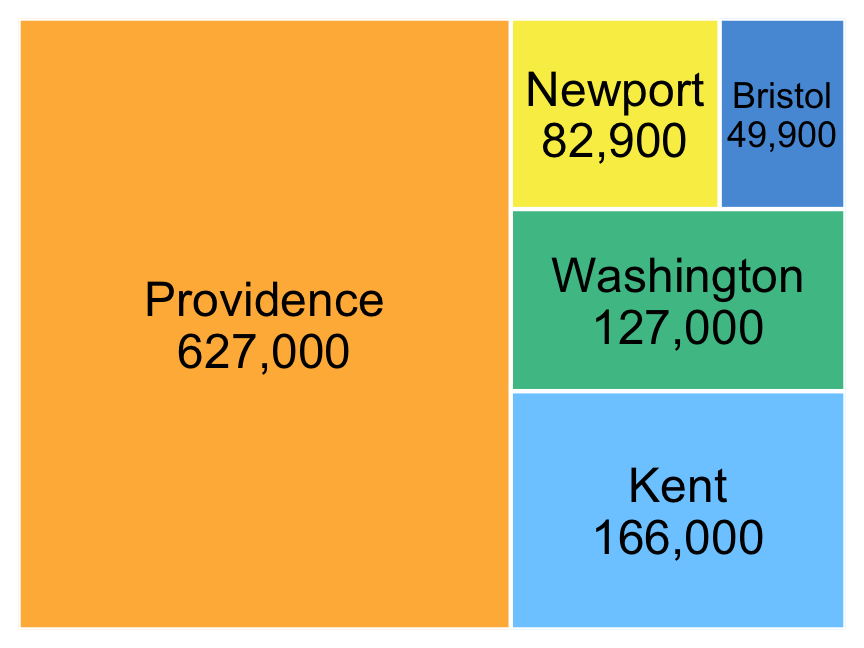 Providence
627,000
Newport
82,900
Bristol
49,900
Washington
127,000
Kent
166,000